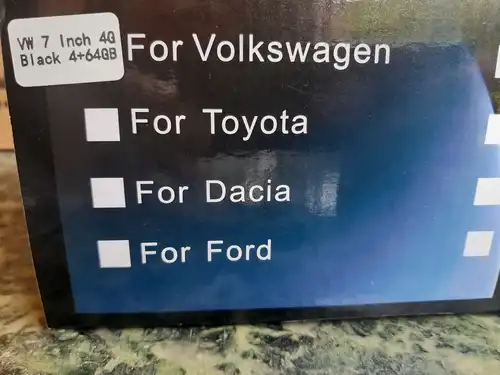 VW 7 Inch 4G
Black 4+64GB
For Volkswagen
For Toyota
For Dacia
For Ford